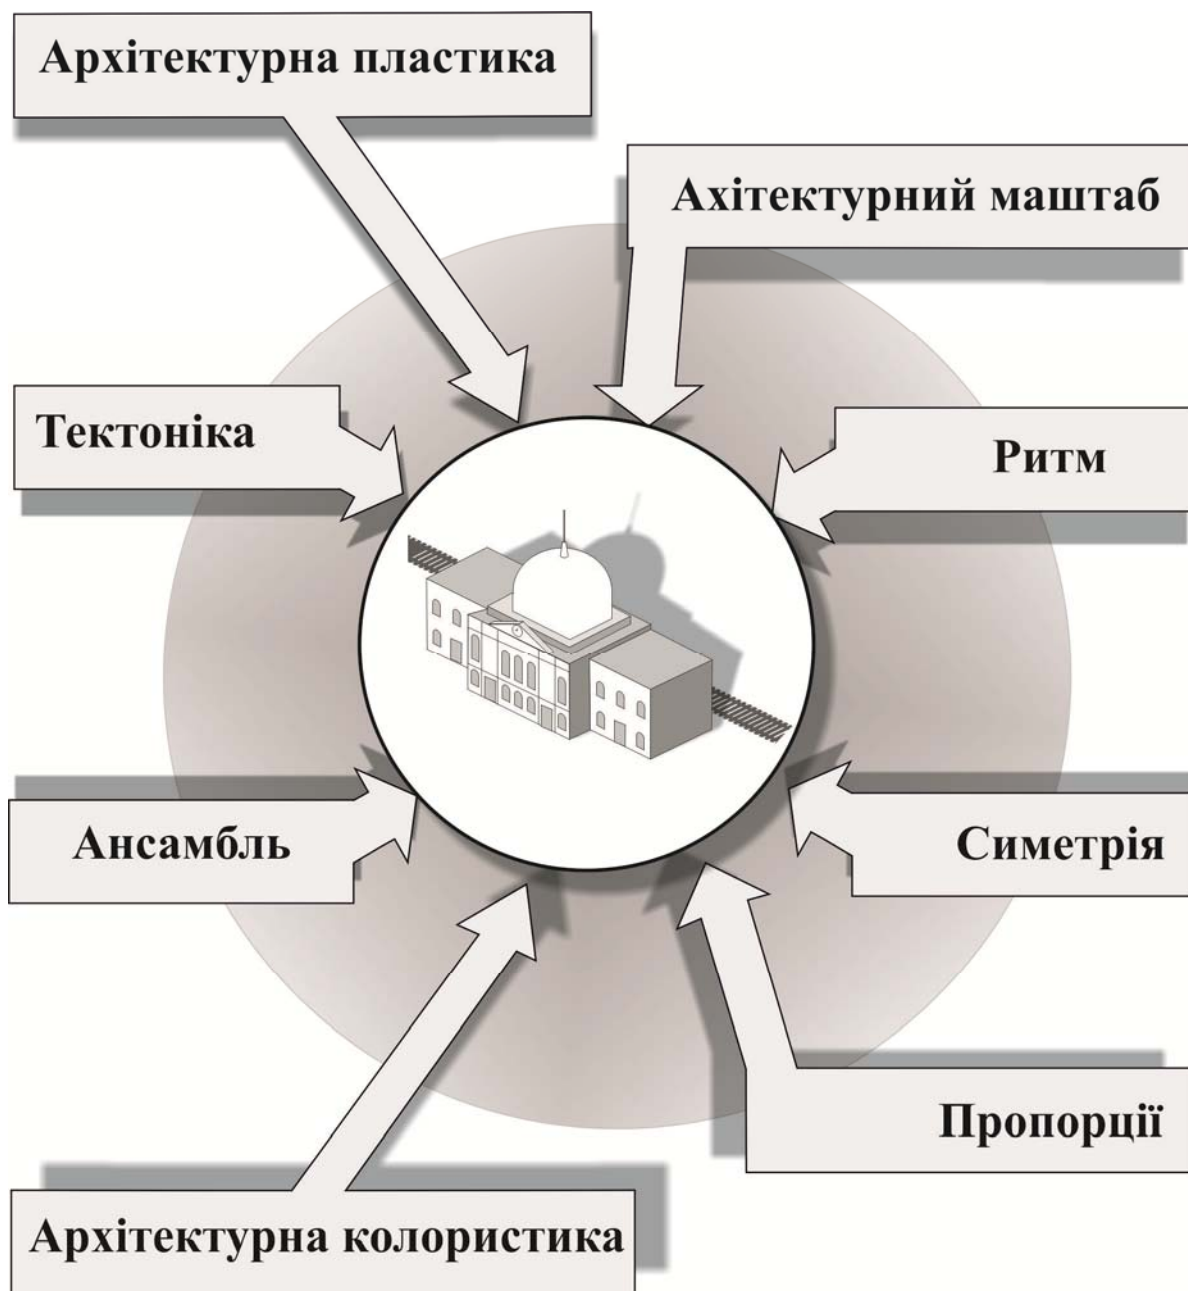 Архітектурна пластика
Ахітектурний маштаб
Тектоніка
Ритм
Ансамбль
Симетрія
Пропорції
Архітектурна колористика